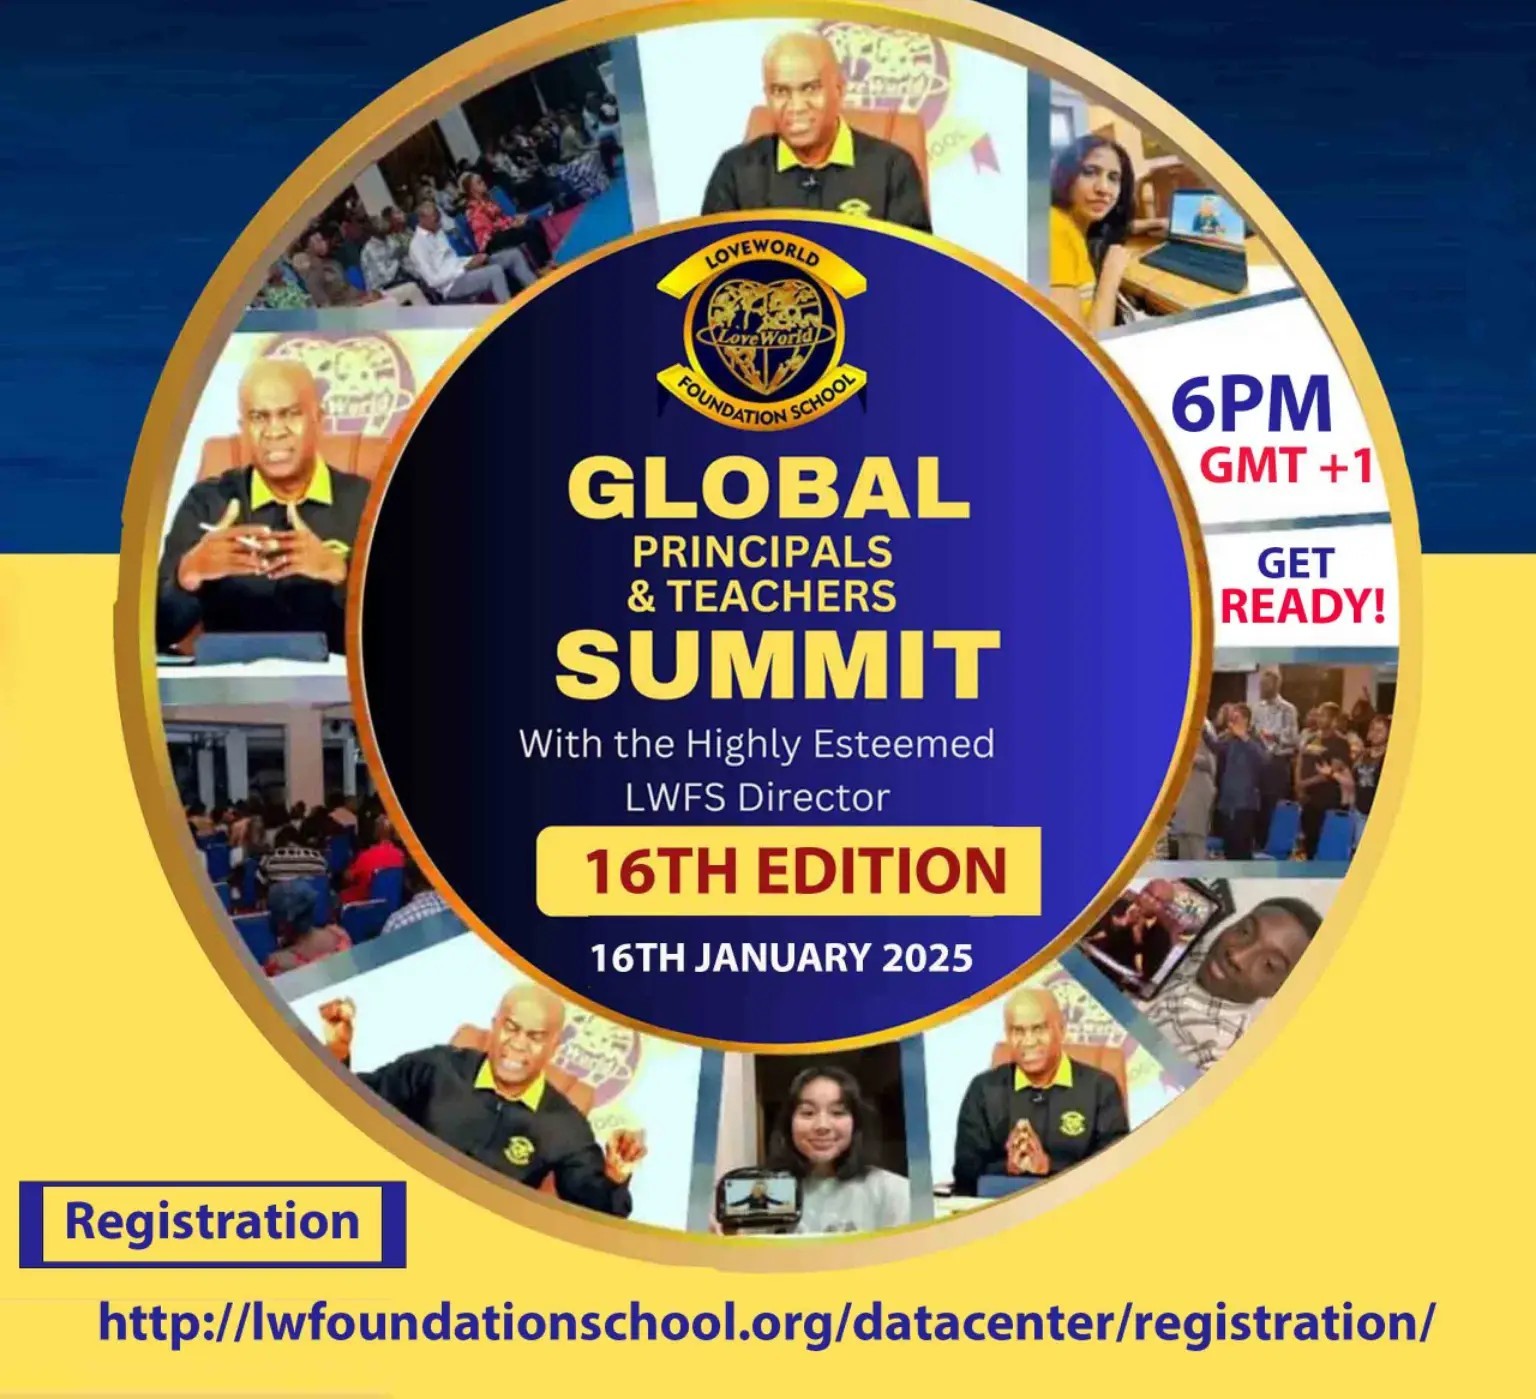 LOVEWORLD
LoveWorld
FOUNDATION SCHOOL
GLOBAL
PRINCIPALS
& TEACHERS
SUMMIT
With the Highly Esteemed
LWFS Director
16TH EDITION
16TH JANUARY 2025
6PM
GMT +1
GET
READY!
Registration
http://lwfoundationschool.org/datacenter/registration/